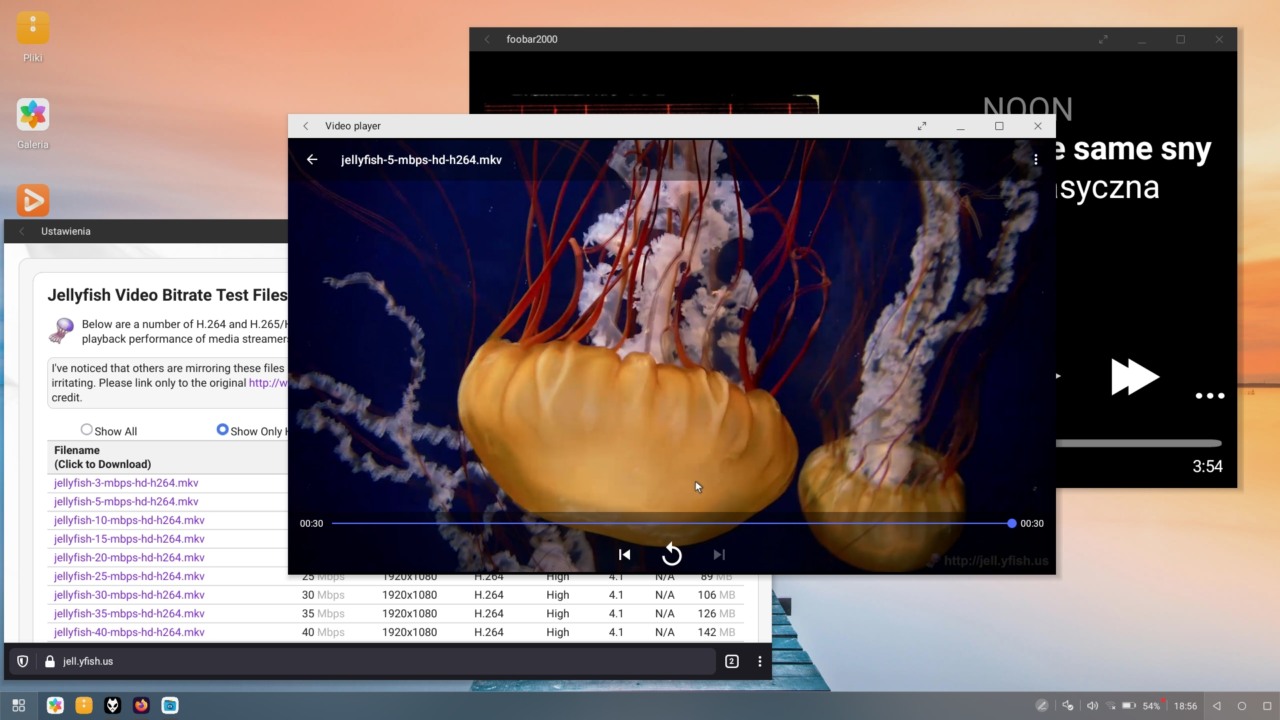 Pliki
Galeria
foobar2000
NOON
e same sny
asyczna
3:54
Video player
jellyfish-5-mbps-hd-h264.mkv
00:30
00:30
http://jell.yfish.us
Ustawienia
Jellyfish Video Bitrate Test Files
Below are a number of H.264 and H.265/H
playback performance of media streamer
I've noticed that others are mirroring these files
irritating. Please link only to the original http://w
credit.
Show All Show Only H
Filename
(Click to Download)
jellyfish-3-mbps-hd-h264.mkv
jellyfish-5-mbps-hd-h264.mkv
jellyfish-10-mbps-hd-h264.mkv
jellyfish-15-mbps-hd-h264.mkv
jellyfish-20-mbps-hd-h264.mkv
jellyfish-25-mbps-hd-h264.mkv 25 Mbps 1920x1080 H.264 High 4.1 N/A 89 MB
jellyfish-30-mbps-hd-h264.mkv 30 Mbps 1920x1080 H.264 High 4.1 N/A 106 MB
jellyfish-35-mbps-hd-h264.mkv 35 Mbps 1920x1080 H.264 High 4.1 N/A 126 MB
jellyfish-40-mbps-hd-h264.mkv 40 Mbps 1920x1080 H.264 High 4.1 N/A 142 MB
jell.yfish.us 2
54% 18:56